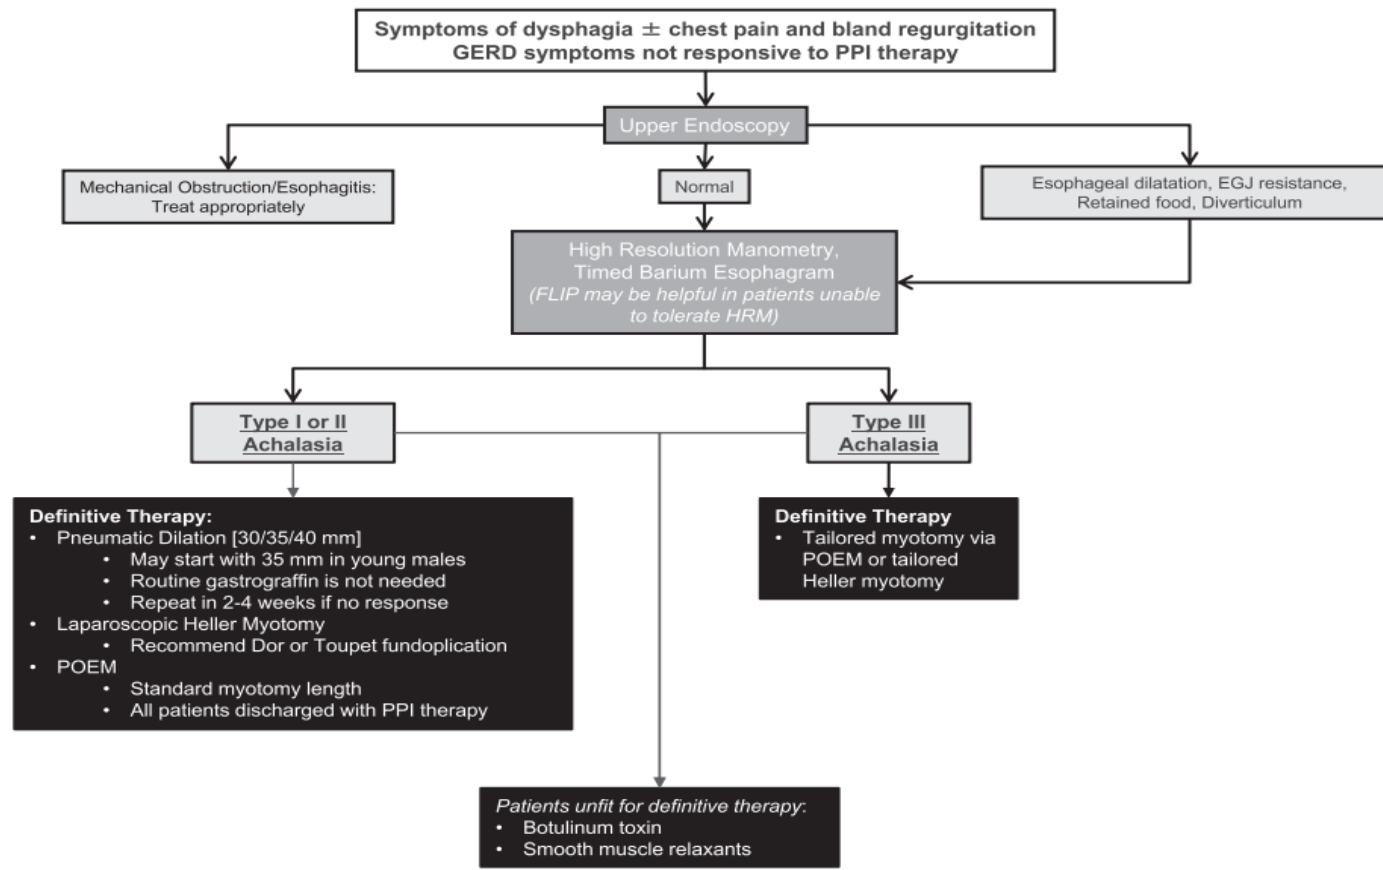 Symptoms of dysphagia ± chest pain and bland regurgitation
GERD symptoms not responsive to PPI therapy
Upper Endoscopy
Mechanical Obstruction/Esophagitis:
Treat appropriately
Normal
Esophageal dilatation, EGJ resistance,
Retained food, Diverticulum
High Resolution Manometry,
Timed Barium Esophagram
(FLIP may be helpful in patients unable
to tolerate HRM)
Type I or II
Achalasia
Type III
Achalasia
Definitive Therapy:
• Pneumatic Dilation [30/35/40 mm]
• May start with 35 mm in young males
• Routine gastrograffin is not needed
• Repeat in 2-4 weeks if no response
• Laparoscopic Heller Myotomy
• Recommend Dor or Toupet fundoplication
• POEM
• Standard myotomy length
• All patients discharged with PPI therapy
Definitive Therapy
• Tailored myotomy via
POEM or tailored
Heller myotomy
Patients unfit for definitive therapy:
• Botulinum toxin
• Smooth muscle relaxants